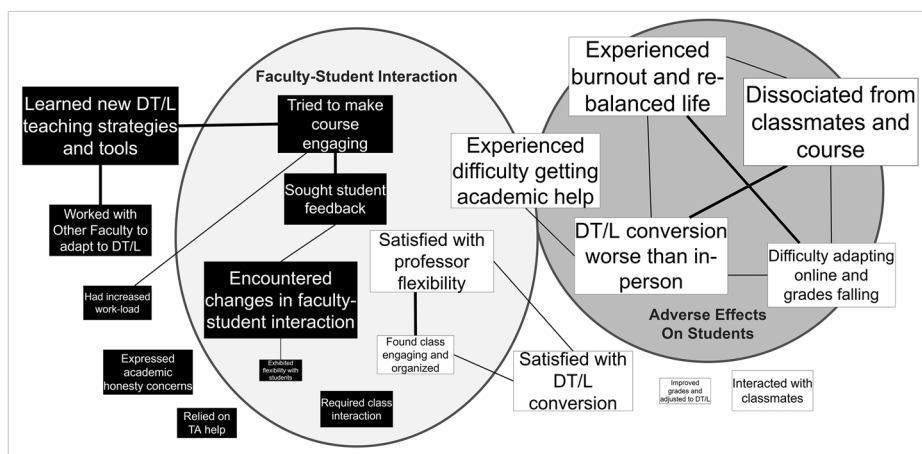 Faculty-Student Interaction
Learned new DT/L
teaching strategies
and tools
Tried to make
course
engaging
Worked with
Other Faculty to
adapt to DT/L
Sought student
feedback
Had increased
work-load
Encountered
changes in faculty-
student interaction
Exhibited flexibility with
students
Expressed
academic
honesty concerns
Relied on
TA help
Required class
interaction
Satisfied with
professor
flexibility
Found class
engaging and
organized
Satisfied with
DT/L
conversion
Experienced
difficulty getting
academic help
Experienced
burnout and re-
balanced life
Dissociated from
classmates and
course
DT/L conversion
worse than in-
person
Difficulty adapting
online and
grades falling
Adverse Effects
On Students
Improved
grades and
adjusted to DT/L
Interacted with
classmates